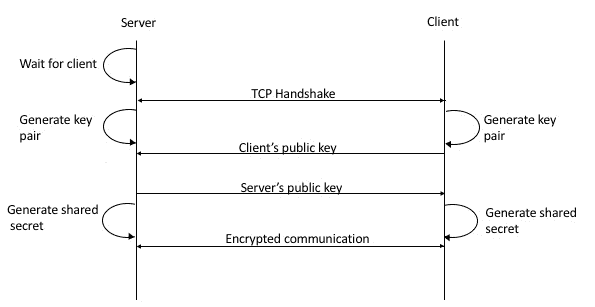 Server
Client
Wait for client
TCP Handshake
Generate key
pair
Generate key
pair
Client's public key
Server's public key
Generate shared
secret
Generate shared
secret
Encrypted communication